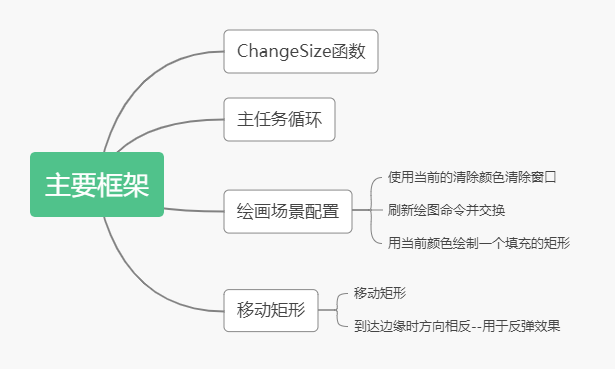 主要框架
ChangeSize函数
主任务循环
绘画场景配置
使用当前的清除颜色清除窗口
刷新绘图命令并交换
用当前颜色绘制一个填充的矩形
移动矩形
移动矩形
到达边缘时方向相反--用于反弹效果